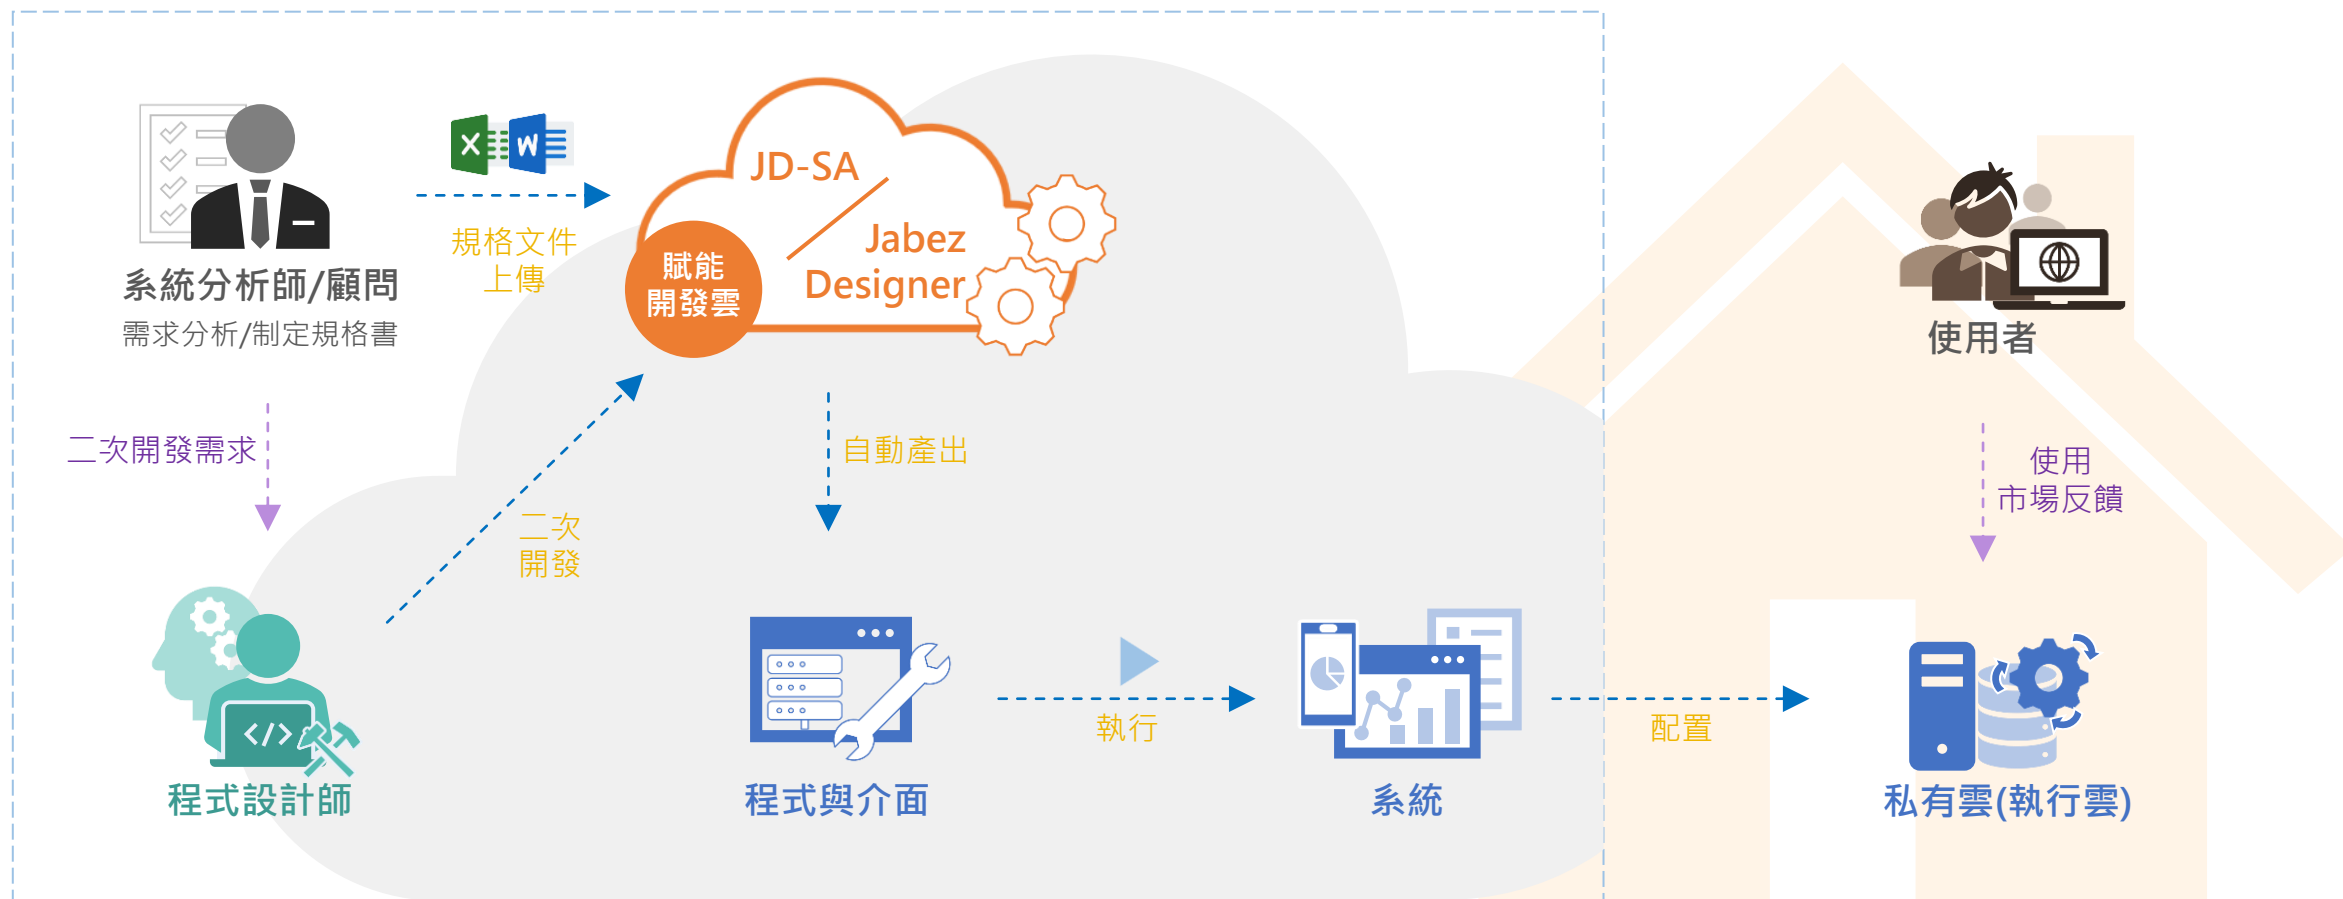 系統分析師/顧問
需求分析/制定規格書
規格文件
上傳
JD-SA
Jabez
Designer
賦能
開發雲
使用者
二次開發需求
二次
開發
自動產出
使用
市場反饋
程式設計師
程式與介面
執行
系統
配置
私有雲(執行雲)